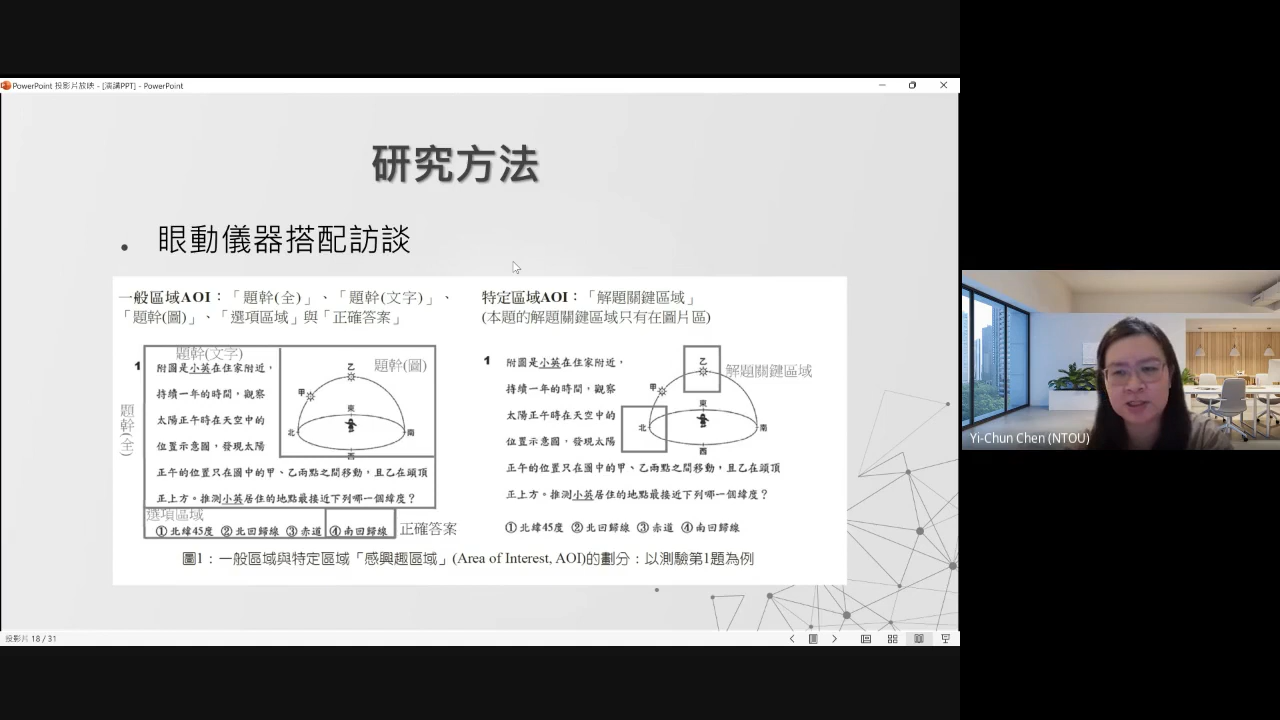 PowerPoint 投影片放映 - [演講PPT] - PowerPoint
研究方法
• 眼動儀器搭配訪談
一般區域AOI：「題幹(全)」、「題幹(文字)」、
「題幹(圖)」、「選項區域」與「正確答案」
題幹(文字)
題幹(圖)
題幹(全)
1
附圖是小英在住家附近，
持續一年的時間，觀察
太陽正午時在天空中的
位置示意圖，發現太陽
正午的位置只在圖中的甲、乙兩點之間移動，且乙在頭頂
正上方。推測小英居住的地點最接近下列哪一個緯度？
乙
甲
東
北
南
西
選項區域
①北緯45度 ②北回歸線 ③赤道 ④南回歸線
正確答案
特定區域AOI：「解題關鍵區域」
(本題的解題關鍵區域只有在圖片區)
1
附圖是小英在住家附近，
持續一年的時間，觀察
太陽正午時在天空中的
位置示意圖，發現太陽
正午的位置只在圖中的甲、乙兩點之間移動，且乙在頭頂
正上方。推測小英居住的地點最接近下列哪一個緯度？
乙
解題關鍵區域
甲
東
北
南
西
①北緯45度 ②北回歸線 ③赤道 ④南回歸線
圖1：一般區域與特定區域「感興趣區域」(Area of Interest, AOI)的劃分：以測驗第1題為例
投影片 18 / 31
Yi-Chun Chen (NTOU)